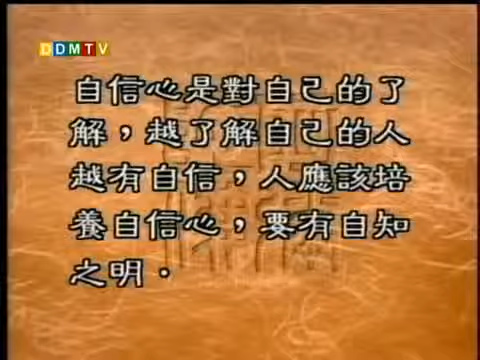 DDMTV
自信心是對自己的了
解，越了解自己的人
越有自信，人應該培
養自信心，要有自知
之明．